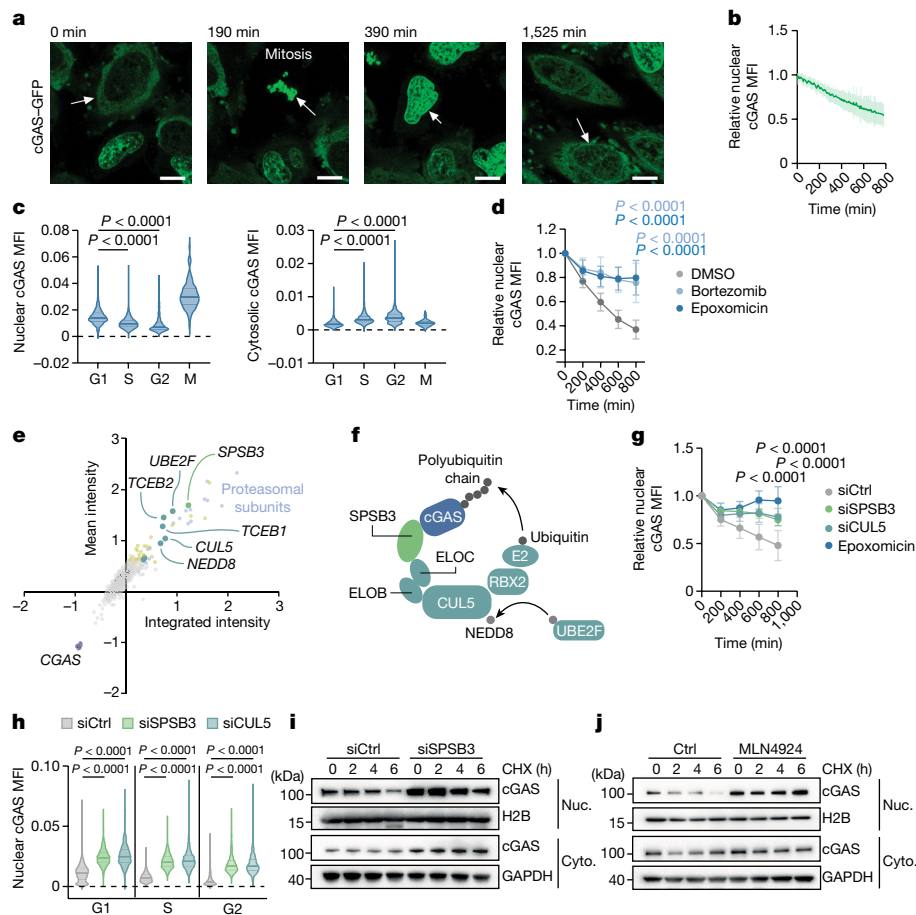 a
0 min
190 min
390 min
1,525 min
cGAS–GFP
Mitosis
b
Relative nuclear
cGAS MFI
1.5
1.0
0.5
0
0
200
400
600
800
Time (min)
c
Nuclear cGAS MFI
0.08
0.06
0.04
0.02
0
−0.02
P < 0.0001
P < 0.0001
G1
S
G2
M
Cytosolic cGAS MFI
0.03
0.02
0.01
0
−0.01
P < 0.0001
P < 0.0001
G1
S
G2
M
d
Relative nuclear
cGAS MFI
1.2
1.0
0.8
0.6
0.4
0.2
P < 0.0001
P < 0.0001
P < 0.0001
P < 0.0001
0
200
400
600
800
Time (min)
DMSO
Bortezomib
Epoxomicin
e
Mean intensity
Integrated intensity
3
2
1
−1
−2
−2
−1
1
2
3
SPSB3
UBE2F
TCEB2
Proteasomal
subunits
TCEB1
CUL5
NEDD8
CGAS
f
Polyubiquitin
chain
SPSB3
cGAS
Ubiquitin
ELOC
E2
ELOB
RBX2
CUL5
NEDD8
UBE2F
g
Relative nuclear
cGAS MFI
1.5
1.0
0.5
0
P < 0.0001
P < 0.0001
P < 0.0001
0
200
400
600
800
1,000
Time (min)
siCtrl
siSPSB3
siCUL5
Epoxomicin
h
siCtrl
siSPSB3
siCUL5
Nuclear cGAS MFI
0.10
0.05
0
P < 0.0001
P < 0.0001
P < 0.0001
P < 0.0001
P < 0.0001
P < 0.0001
G1
S
G2
i
siCtrl
siSPSB3
(kDa)
0 2 4 6 0 2 4 6 CHX (h)
100
cGAS
15
H2B
Nuc.
100
cGAS
40
GAPDH
Cyto.
j
Ctrl
MLN4924
(kDa)
0 2 4 6 0 2 4 6 CHX (h)
100
cGAS
15
H2B
Nuc.
100
cGAS
40
GAPDH
Cyto.